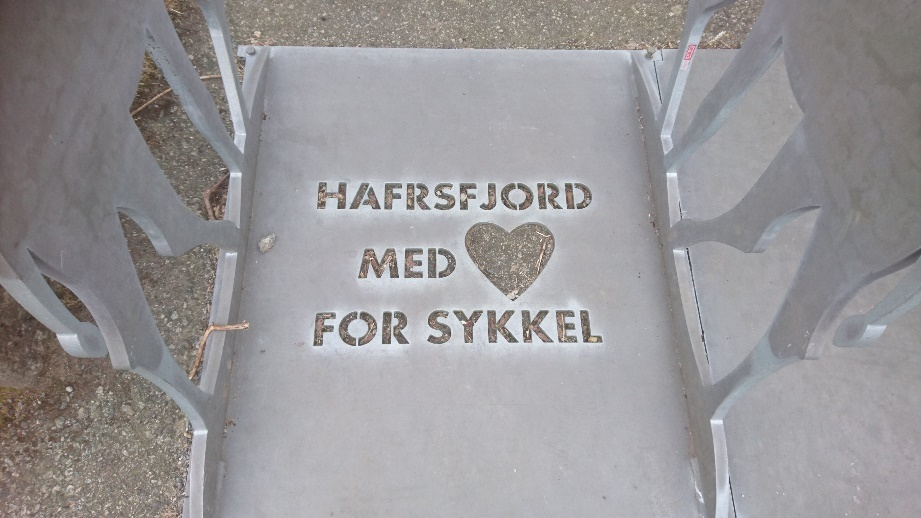 HAFRSFJORD
MED ♥
FOR SYKKEL